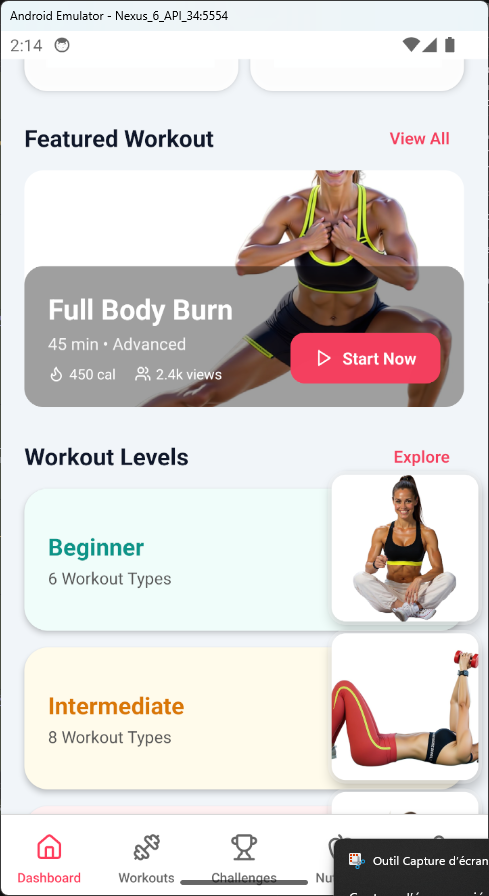 Android Emulator - Nexus_6_API_34:5554
2:14
Featured Workout
View All
Full Body Burn
45 min • Advanced
450 cal 2.4k views
Start Now
Workout Levels
Explore
Beginner
6 Workout Types
Intermediate
8 Workout Types
Dashboard
Workouts
Challenges
Outil Capture d'écran